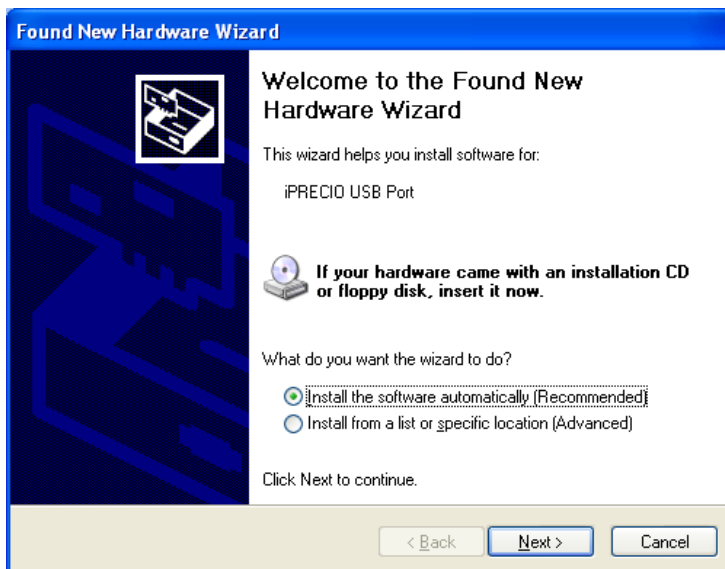 Found New Hardware Wizard
Welcome to the Found New
Hardware Wizard
This wizard helps you install software for:
iPRECIO USB Port
If your hardware came with an installation CD
or floppy disk, insert it now.
What do you want the wizard to do?
Install the software automatically (Recommended)
Install from a list or specific location (Advanced)
Click Next to continue.
< Back Next > Cancel